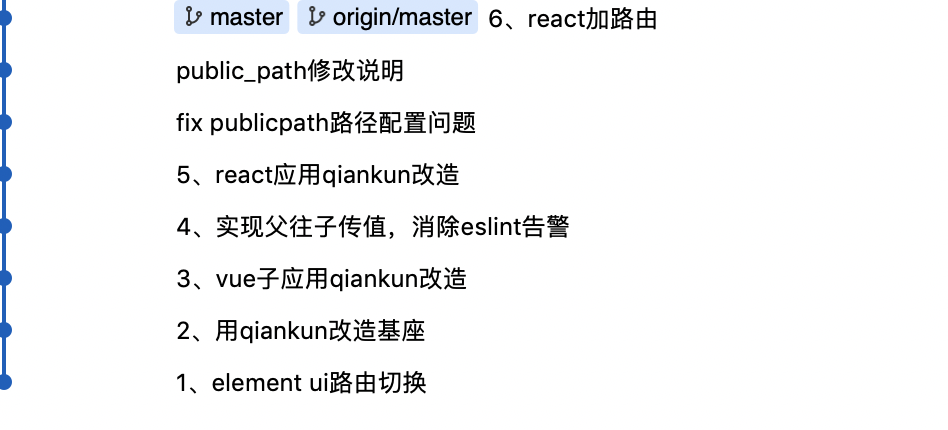 master origin/master 6、react加路由
public_path修改说明
fix publicpath路径配置问题
5、react应用qiankun改造
4、实现父往子传值，消除eslint告警
3、vue子应用qiankun改造
2、用qiankun改造基座
1、element ui路由切换